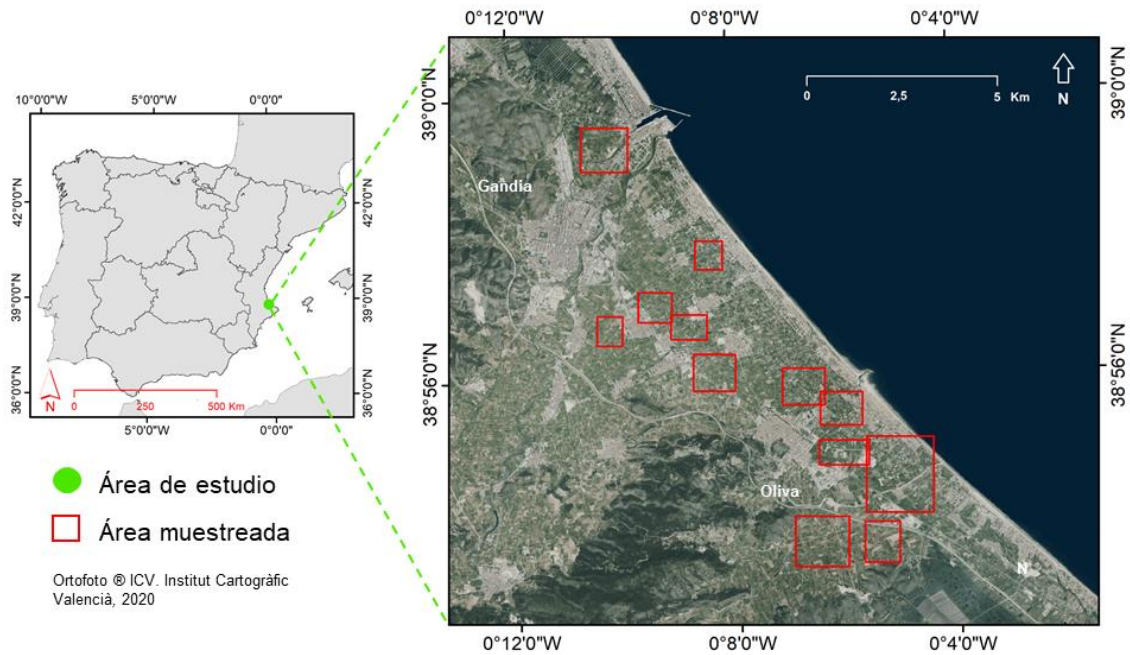 10°0'0"W 5°0'0"W 0°0'0"
42°0'0"N
39°0'0"N
36°0'0"N
42°0'0"N
39°0'0"N
36°0'0"N
N
0 250 500 Km
5°0'0"W 0°0'0"
Área de estudio
Área muestreada
Ortofoto ® ICV. Institut Cartogràfic
Valencià, 2020
0°12'0"W 0°8'0"W 0°4'0"W
39°0'0"N
38°56'0"N
39°0'0"N
38°56'0"N
0 2,5 5 Km
N
Gandia
Oliva
N
0°12'0"W 0°8'0"W 0°4'0"W